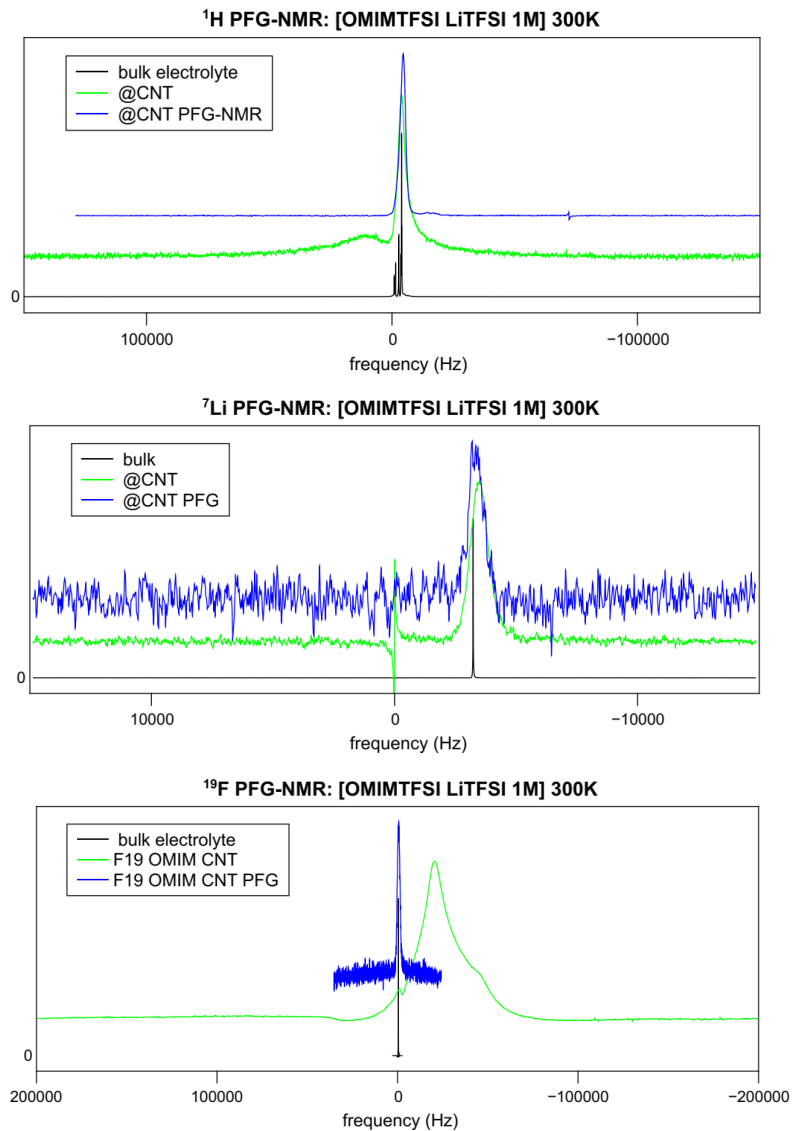 ¹H PFG-NMR: [OMIMTFSI LiTFSI 1M] 300K
bulk electrolyte
@CNT
@CNT PFG-NMR
0
100000 0 −100000
frequency (Hz)
⁷Li PFG-NMR: [OMIMTFSI LiTFSI 1M] 300K
bulk
@CNT
@CNT PFG
0
10000 0 −10000
frequency (Hz)
¹⁹F PFG-NMR: [OMIMTFSI LiTFSI 1M] 300K
bulk electrolyte
F19 OMIM CNT
F19 OMIM CNT PFG
0
200000 100000 0 −100000 −200000
frequency (Hz)